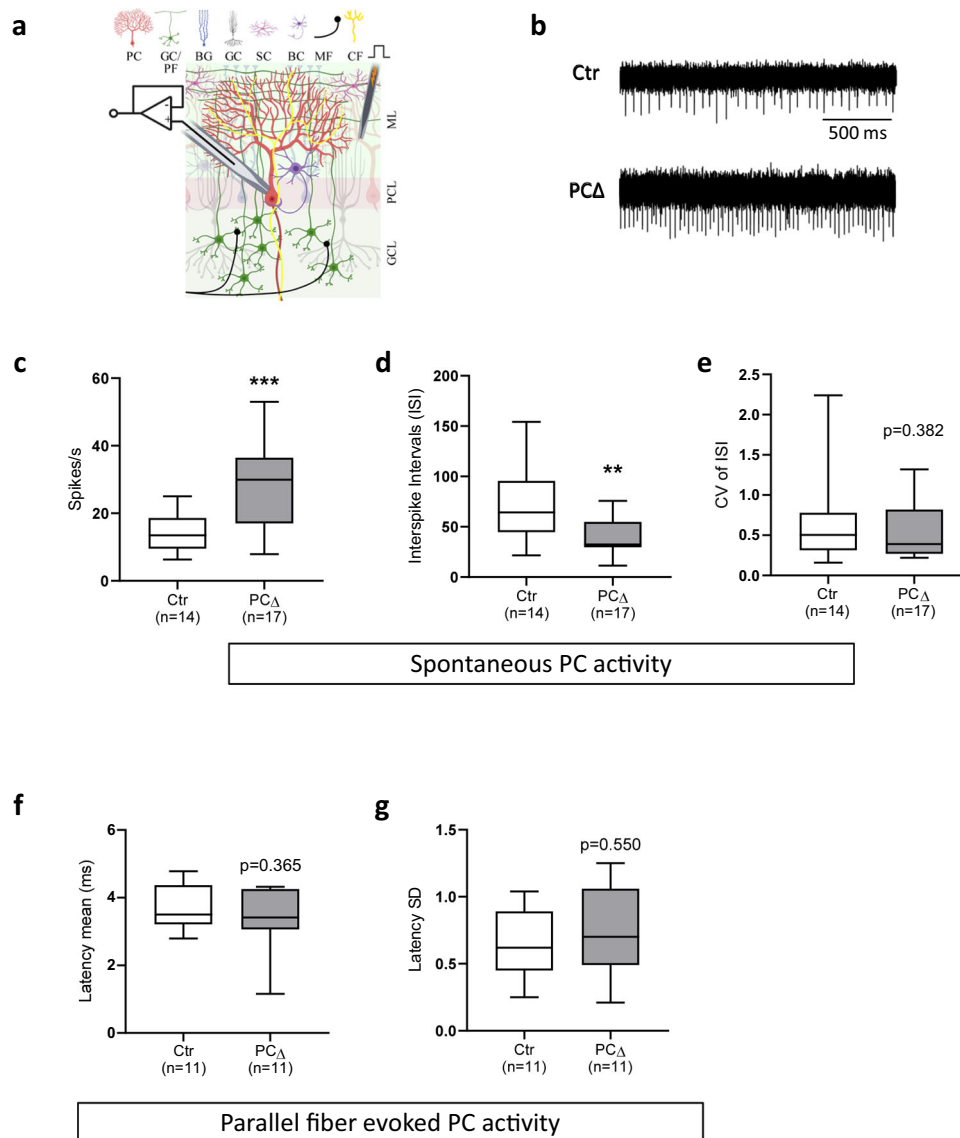 a
PC GC/ BG GC SC BC MF CF
PF
ML
PCL
GCL
-
+
b
Ctr
500 ms
PCΔ
c
60
40
20
0
Spikes/s
***
Ctr
(n=14)
PCΔ
(n=17)
d
200
150
100
50
0
Interspike Intervals (ISI)
**
Ctr
(n=14)
PCΔ
(n=17)
e
2.5
2.0
1.5
1.0
0.5
0.0
CV of ISI
p=0.382
Ctr
(n=14)
PCΔ
(n=17)
Spontaneous PC activity
f
6
4
2
0
Latency mean (ms)
p=0.365
Ctr
(n=11)
PCΔ
(n=11)
g
1.5
1.0
0.5
0.0
Latency SD
p=0.550
Ctr
(n=11)
PCΔ
(n=11)
Parallel fiber evoked PC activity